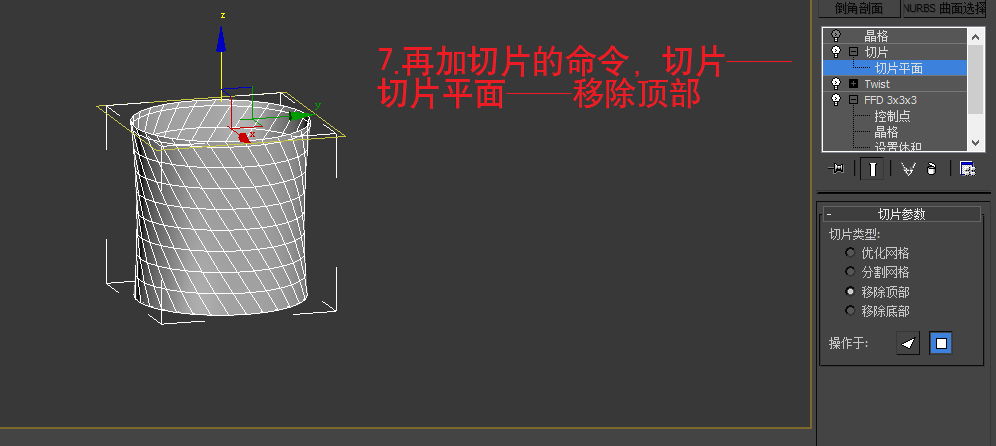 倒角剖面
NURBS 曲面选择
z
7.再加切片的命令，切片——
切片平面——移除顶部
y
x
晶格
切片
切片平面
Twist
FFD 3x3x3
控制点
晶格
设置体积
- 切片参数
切片类型:
优化网格
分割网格
移除顶部
移除底部
操作于: